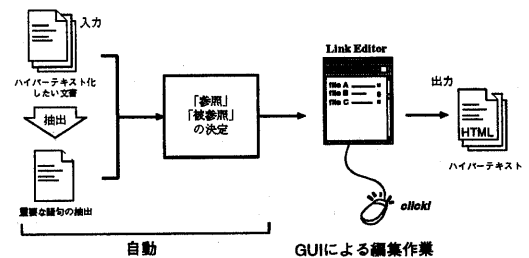 入力
ハイパーテキスト化
したい文書
抽出
重要な語句の抽出
「参照」
「被参照」
の決定
Link Editor
file A
file B
file C
click!
出力
HTML
ハイパーテキスト
自動
GUIによる編集作業